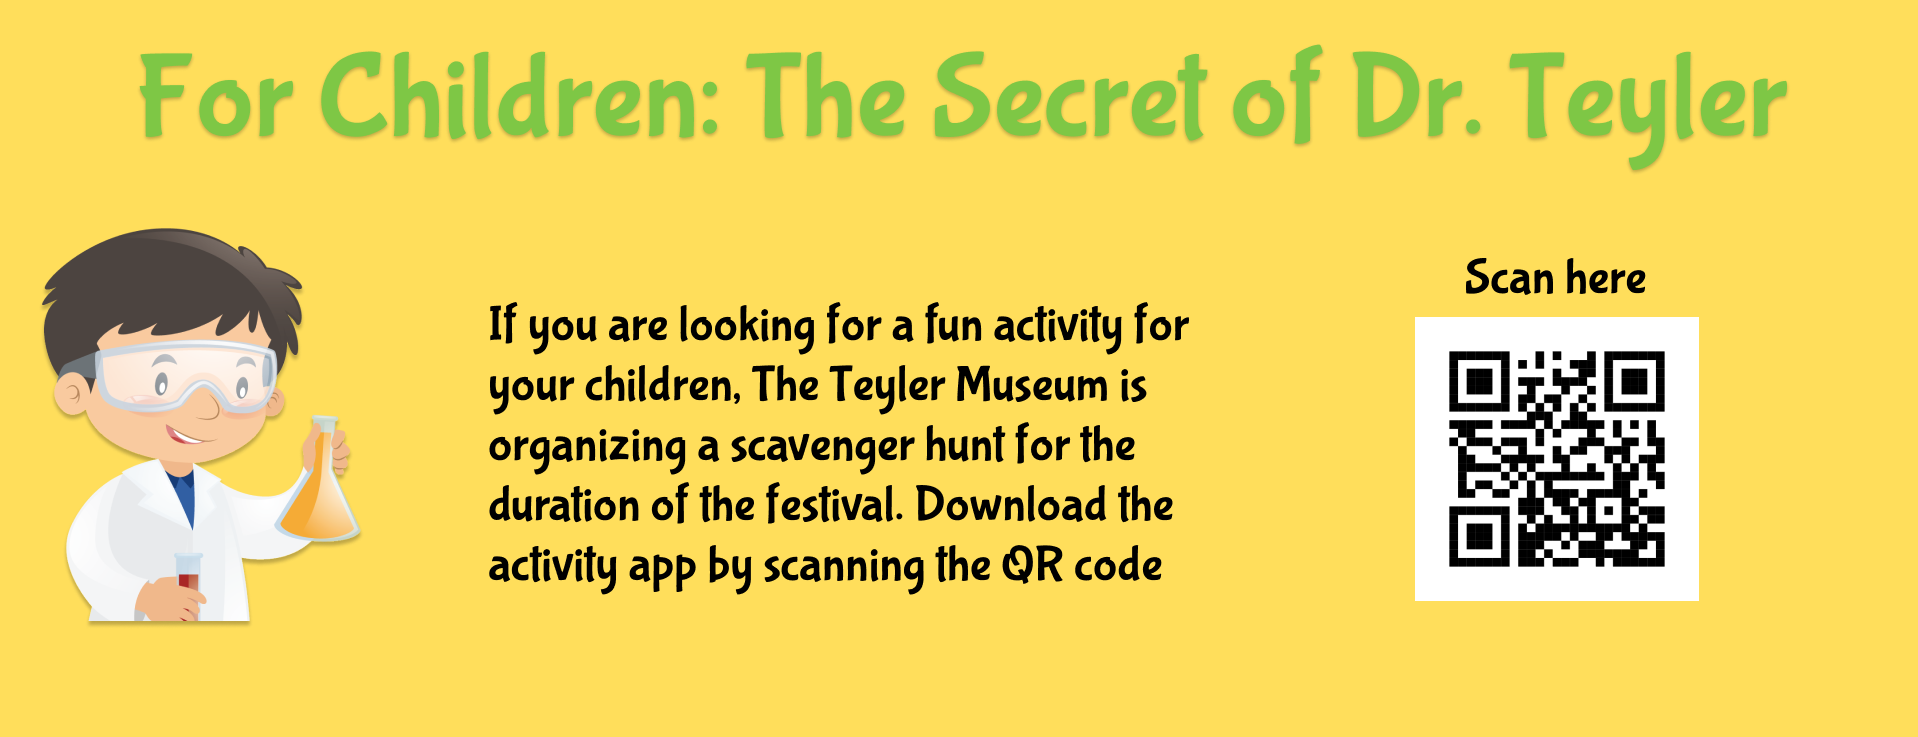 For Children: The Secret of Dr. Teyler
If you are looking for a fun activity for
your children, The Teyler Museum is
organizing a scavenger hunt for the
duration of the festival. Download the
activity app by scanning the QR code
Scan here